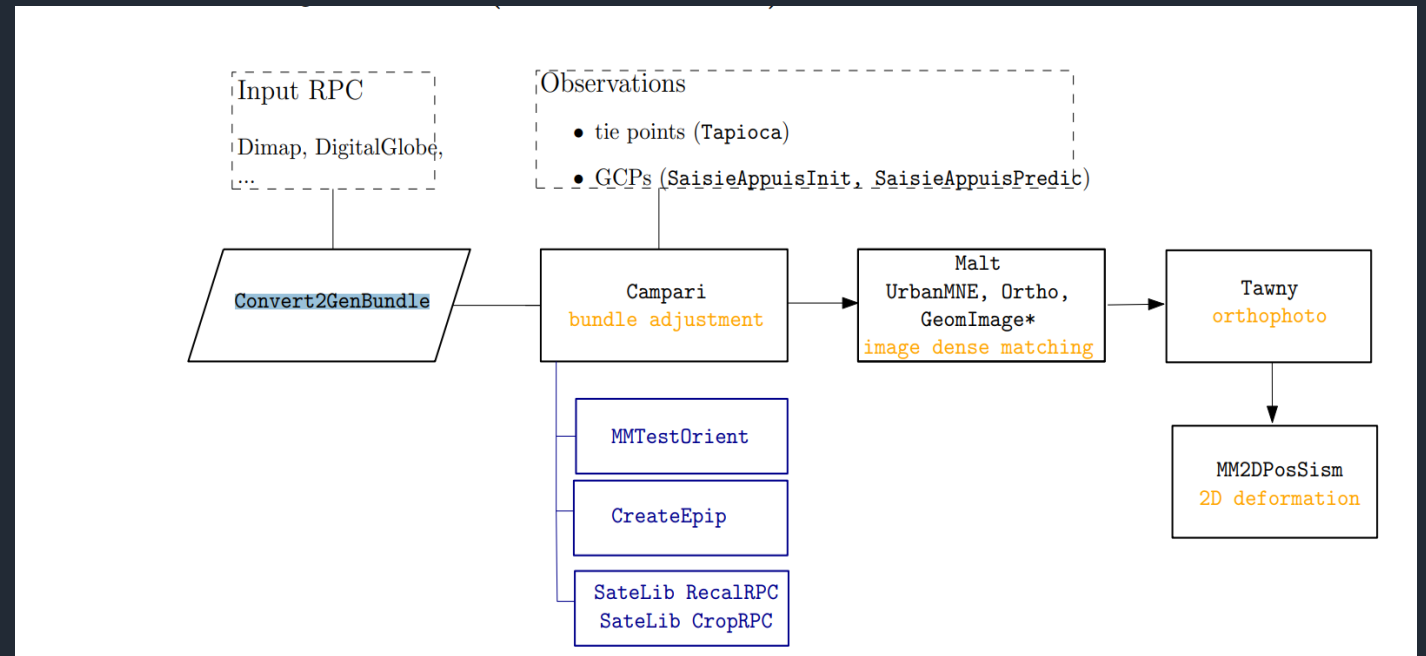 Input RPC
Dimap, DigitalGlobe,
...
Observations
• tie points (Tapioca)
• GCPs (SaisieAppuisInit, SaisieAppuisPredic)
Convert2GenBundle
Campari
bundle adjustment
Malt
UrbanMNE, Ortho,
GeomImage*
image dense matching
Tawny
orthophoto
MMTestOrient
CreateEpip
SateLib RecalRPC
SateLib CropRPC
MM2DPosSism
2D deformation